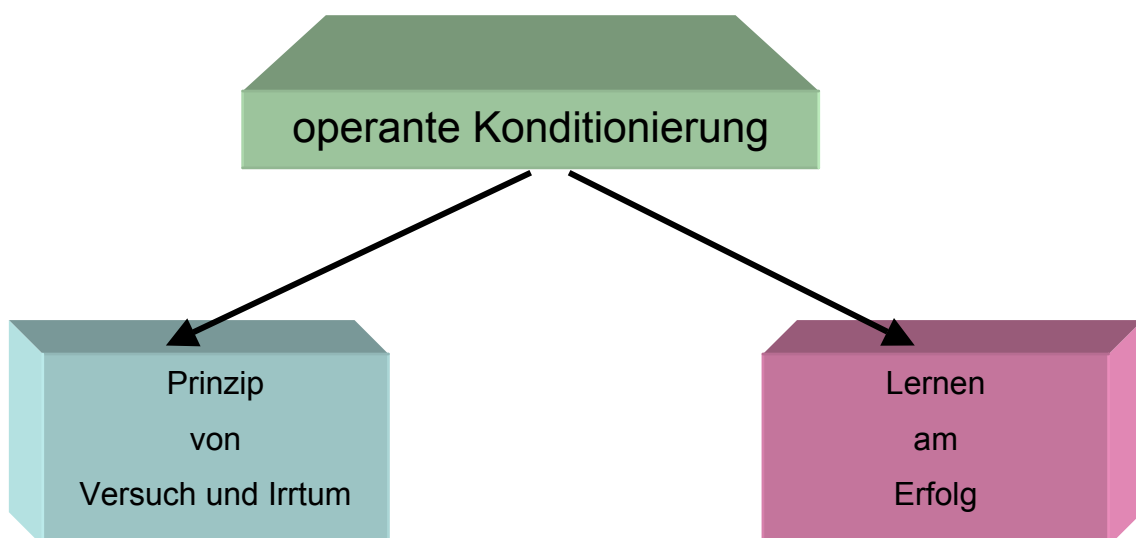 operante Konditionierung
Prinzip
von
Versuch und Irrtum
Lernen
am
Erfolg